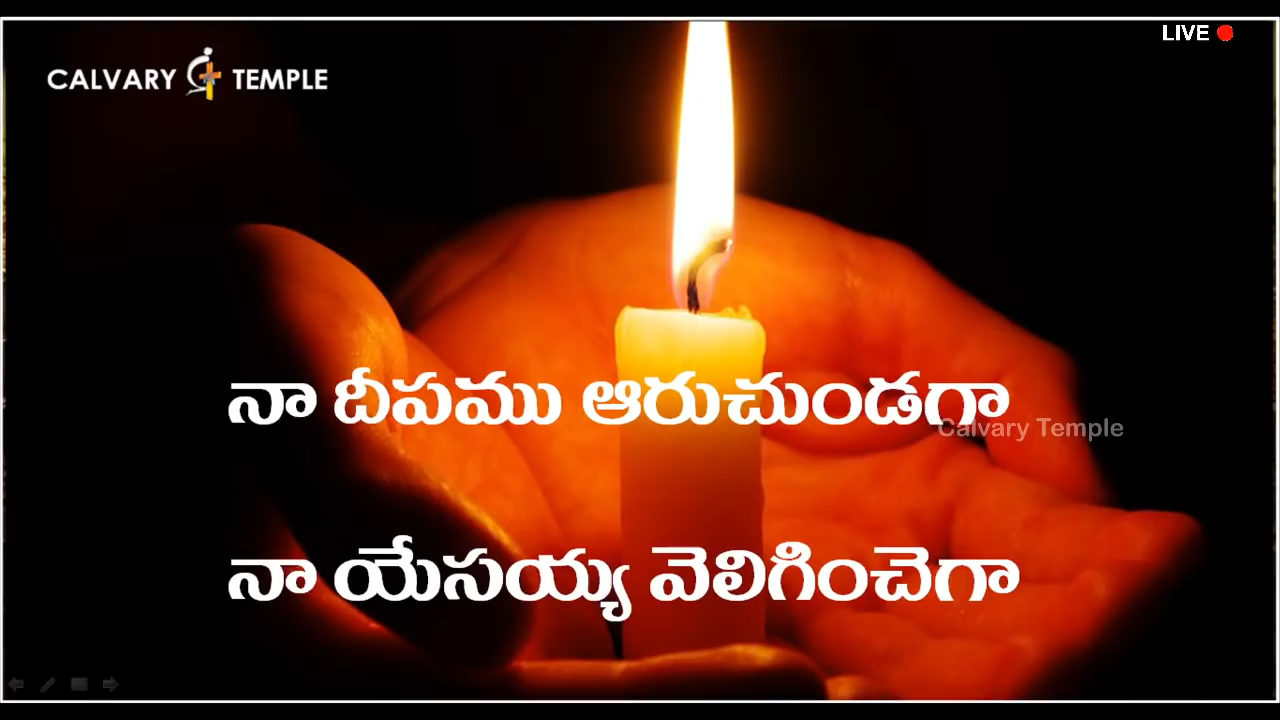 LIVE
CALVARY TEMPLE
నా దీపము ఆరుచుండగా
Calvary Temple
నా యేసయ్య వెలిగించెగా